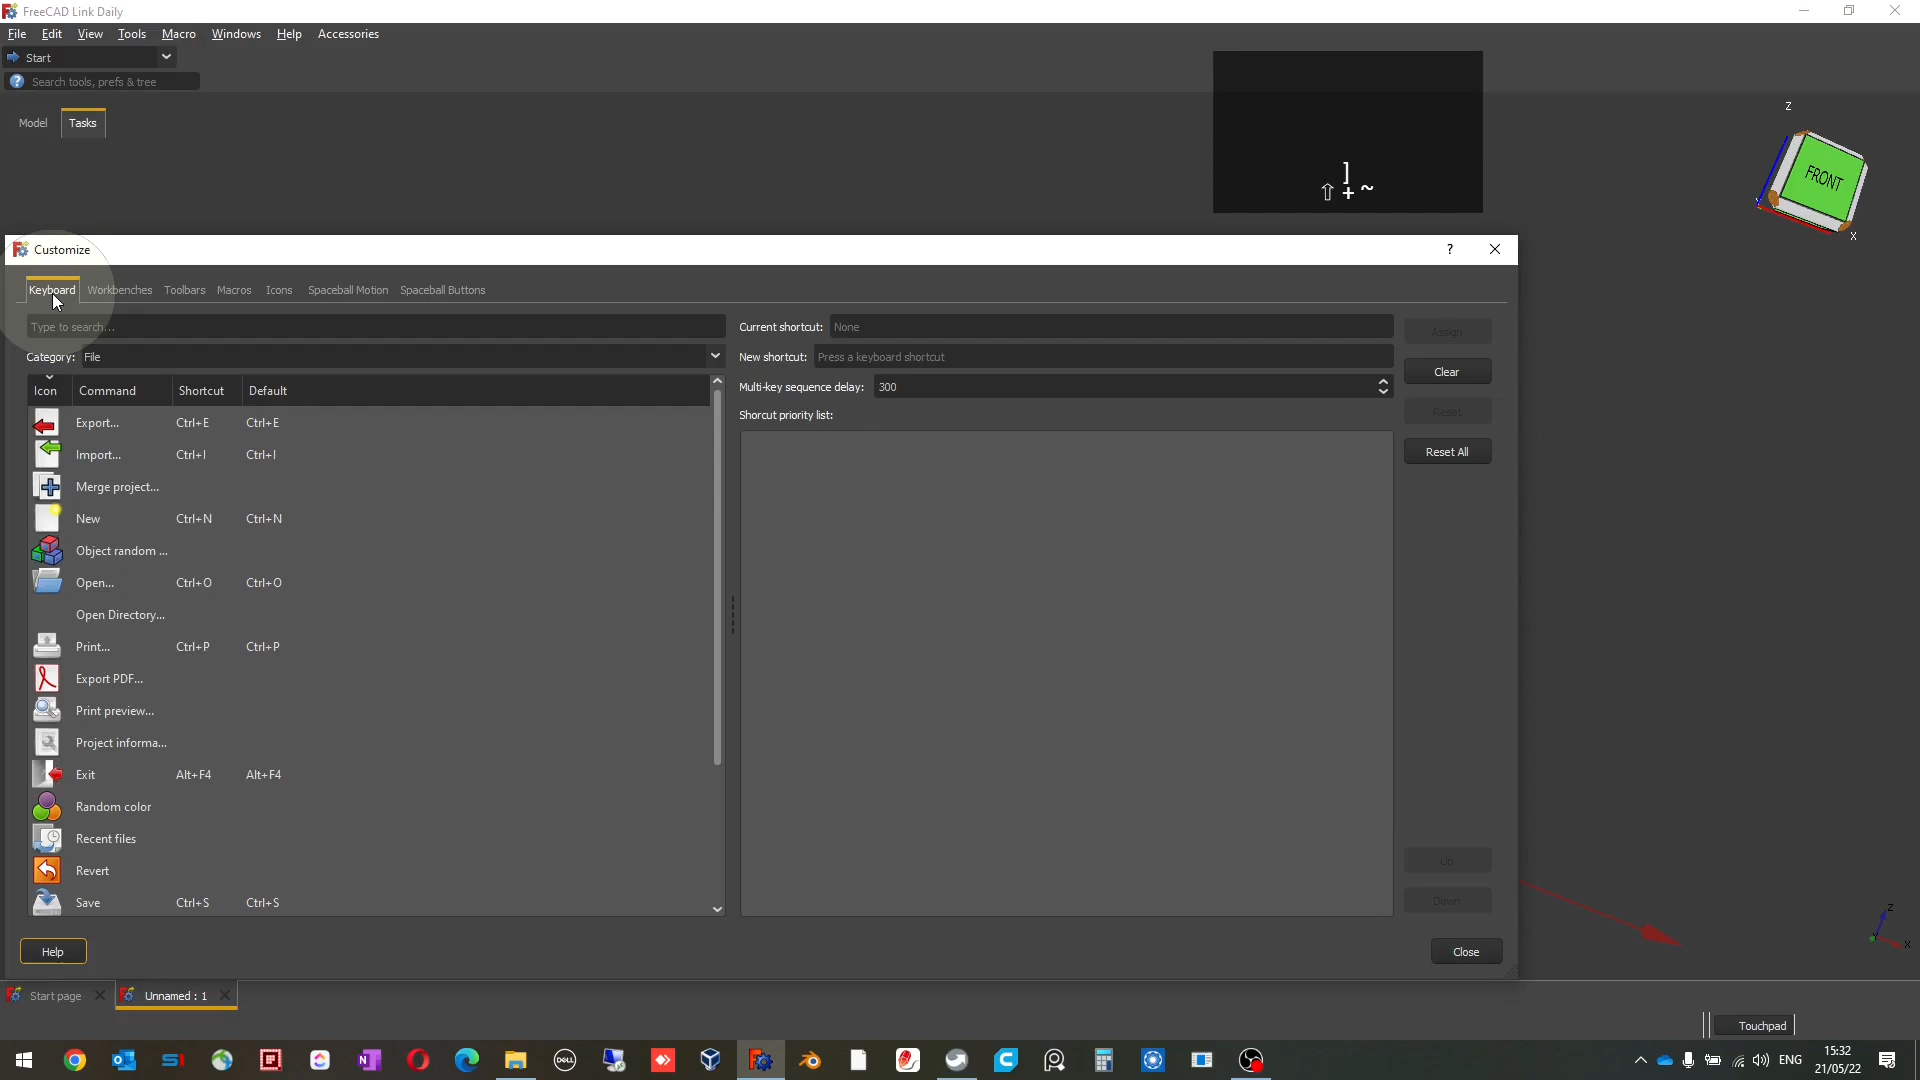 FreeCAD Link Daily
File Edit View Tools Macro Windows Help Accessories
Start
Search tools, prefs & tree
Model Tasks
]
⇧ + ~
Z
FRONT
X
Customize
?
Keyboard Workbenches Toolbars Macros Icons Spaceball Motion Spaceball Buttons
Type to search...
Category: File
Icon Command Shortcut Default
Export... Ctrl+E Ctrl+E
Import... Ctrl+I Ctrl+I
Merge project...
New Ctrl+N Ctrl+N
Object random ...
Open... Ctrl+O Ctrl+O
Open Directory...
Print... Ctrl+P Ctrl+P
Export PDF...
Print preview...
Project informa...
Exit Alt+F4 Alt+F4
Random color
Recent files
Revert
Save Ctrl+S Ctrl+S
Current shortcut: None
New shortcut: Press a keyboard shortcut
Multi-key sequence delay: 300
Shorcut priority list:
Assign
Clear
Reset
Reset All
Up
Down
Help
Close
Z
X
Start page
Unnamed : 1
Touchpad
DELL
ENG
15:32
21/05/22